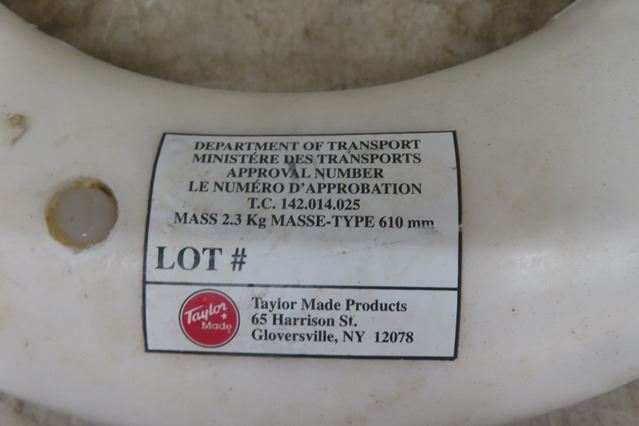 DEPARTMENT OF TRANSPORT
MINISTÉRE DES TRANSPORTS
APPROVAL NUMBER
LE NUMÉRO D'APPROBATION
T.C. 142.014.025
MASS 2.3 Kg MASSE-TYPE 610 mm
LOT #
Taylor Made
Taylor Made Products
65 Harrison St.
Gloversville, NY 12078